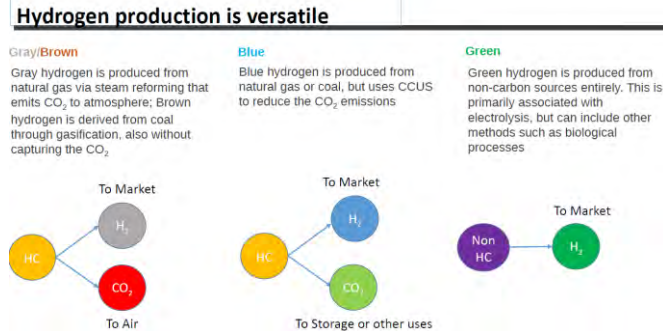 Hydrogen production is versatile
Gray/Brown
Gray hydrogen is produced from
natural gas via steam reforming that
emits CO₂ to atmosphere; Brown
hydrogen is derived from coal
through gasification, also without
capturing the CO₂
Blue
Blue hydrogen is produced from
natural gas or coal, but uses CCUS
to reduce the CO₂ emissions
Green
Green hydrogen is produced from
non-carbon sources entirely. This is
primarily associated with
electrolysis, but can include other
methods such as biological
processes
To Market
H₂
HC
CO₂
To Air
To Market
H₂
HC
CO₂
To Storage or other uses
To Market
Non
HC
H₂